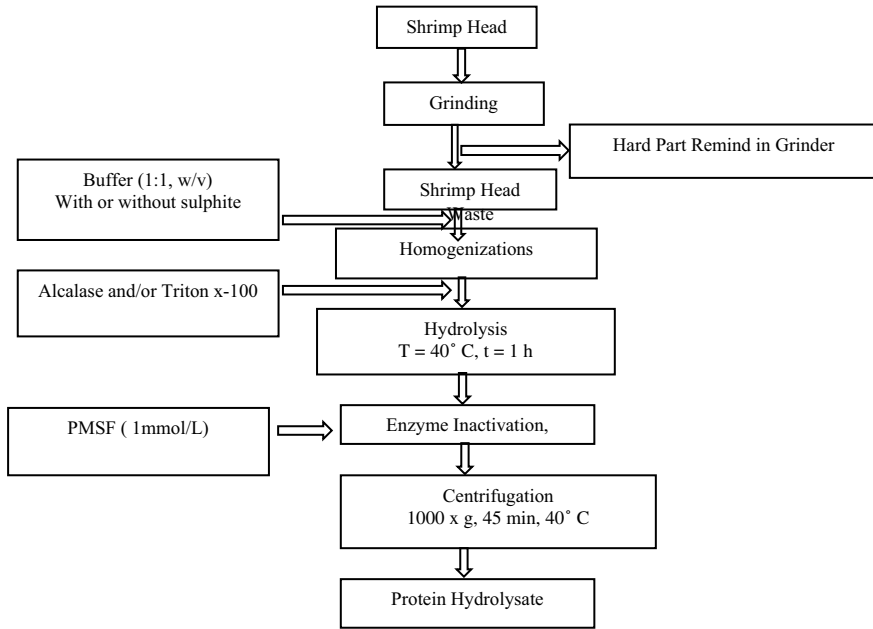 Shrimp Head
Grinding
Hard Part Remind in Grinder
Buffer (1:1, w/v)
With or without sulphite
Shrimp Head
Waste
Homogenizations
Alcalase and/or Triton x-100
Hydrolysis
T = 40˚ C, t = 1 h
PMSF ( 1mmol/L)
Enzyme Inactivation,
Centrifugation
1000 x g, 45 min, 40˚ C
Protein Hydrolysate